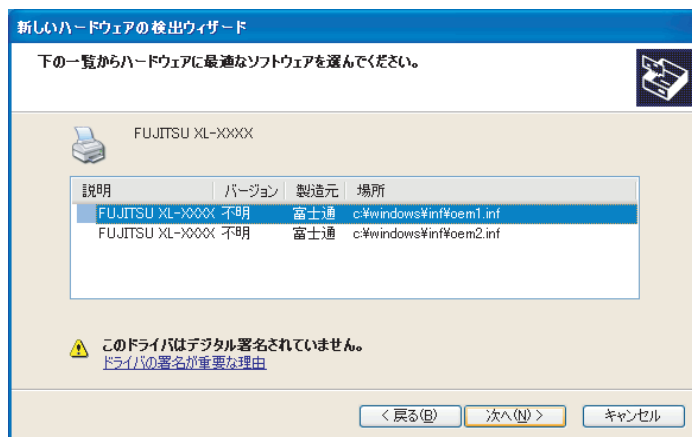 新しいハードウェアの検出ウィザード
下の一覧からハードウェアに最適なソフトウェアを選んでください。
FUJITSU XL-XXXX
説明 バージョン 製造元 場所
FUJITSU XL-XXXX 不明 富士通 c:¥windows¥inf¥oem1.inf
FUJITSU XL-XXXX 不明 富士通 c:¥windows¥inf¥oem2.inf
このドライバはデジタル署名されていません。
ドライバの署名が重要な理由
< 戻る(B) 次へ(N) > キャンセル